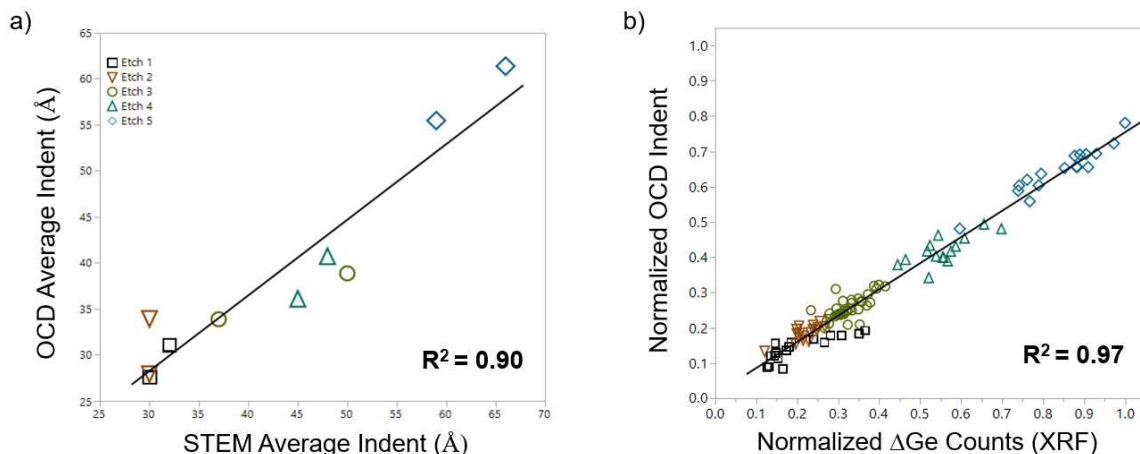 a)
65
60
55
50
45
40
35
30
25
OCD Average Indent (Å)
Etch 1
Etch 2
Etch 3
Etch 4
Etch 5
R² = 0.90
25 30 35 40 45 50 55 60 65 70
STEM Average Indent (Å)
b)
1.0
0.9
0.8
0.7
0.6
0.5
0.4
0.3
0.2
0.1
0.0
Normalized OCD Indent
R² = 0.97
0.0 0.1 0.2 0.3 0.4 0.5 0.6 0.7 0.8 0.9 1.0
Normalized ΔGe Counts (XRF)